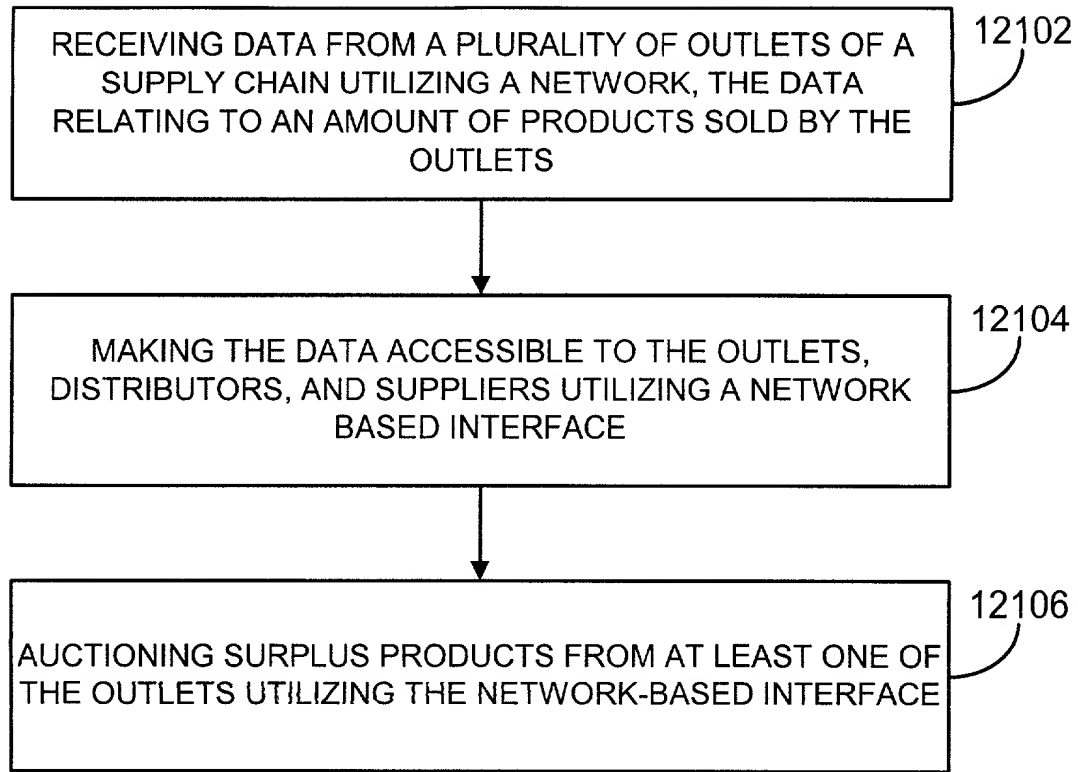 RECEIVING DATA FROM A PLURALITY OF OUTLETS OF A
SUPPLY CHAIN UTILIZING A NETWORK, THE DATA
RELATING TO AN AMOUNT OF PRODUCTS SOLD BY THE
OUTLETS
12102
MAKING THE DATA ACCESSIBLE TO THE OUTLETS,
DISTRIBUTORS, AND SUPPLIERS UTILIZING A NETWORK
BASED INTERFACE
12104
AUCTIONING SURPLUS PRODUCTS FROM AT LEAST ONE OF
THE OUTLETS UTILIZING THE NETWORK-BASED INTERFACE
12106